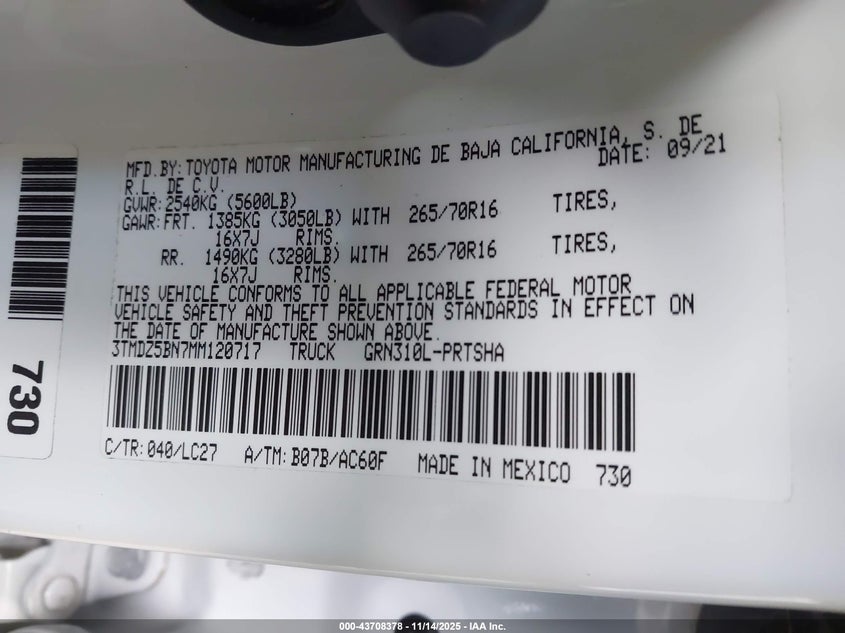 MFD.BY: TOYOTA MOTOR MANUFACTURING DE BAJA CALIFORNIA, S. DE
R.L. DE C.V. DATE: 09/21
GVWR: 2540KG (5600LB)
GAWR: FRT. 1385KG (3050LB) WITH 265/70R16 TIRES,
16X7J RIMS.
RR. 1490KG (3280LB) WITH 265/70R16 TIRES,
16X7J RIMS.
THIS VEHICLE CONFORMS TO ALL APPLICABLE FEDERAL MOTOR
VEHICLE SAFETY AND THEFT PREVENTION STANDARDS IN EFFECT ON
THE DATE OF MANUFACTURE SHOWN ABOVE.
3TMDZ5BN7MM120717 TRUCK GRN310L-PRTSHA
C/TR: 040/LC27 A/TM: B07B/AC60F MADE IN MEXICO 730
730
000-43708378 - 11/14/2025 - IAA Inc.